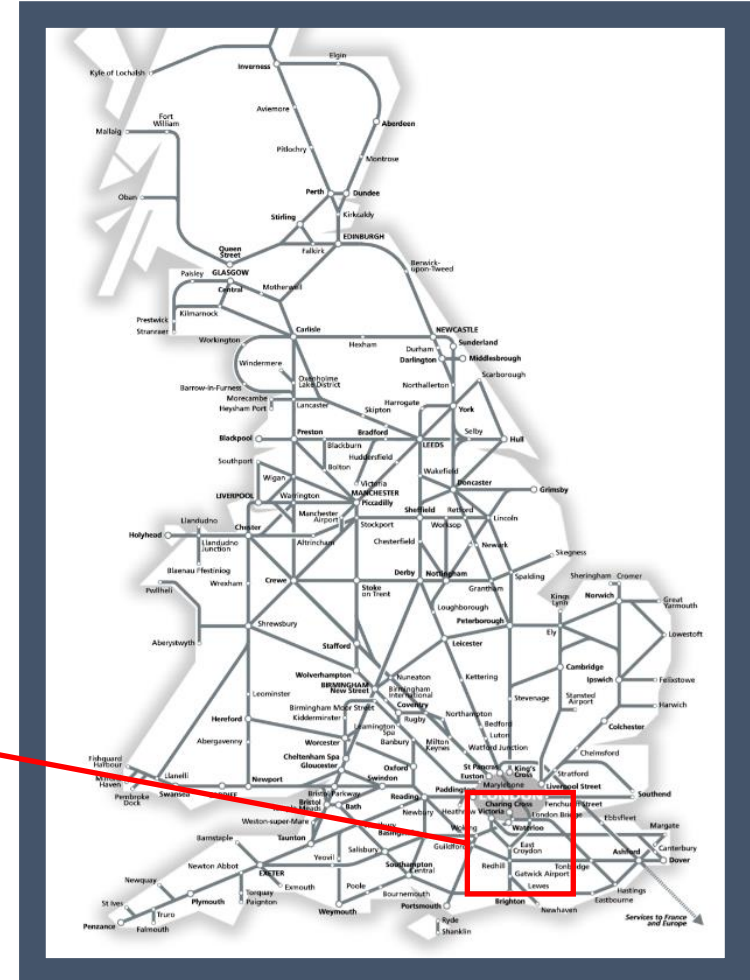 Elgin
Inverness
Kyle of Lochalsh
Aviemore
Fort
William
Aberdeen
Mallaig
Pitlochry
Montrose
Perth
Dundee
Oban
Stirling
Kirkcaldy
EDINBURGH
Queen
Street
Falkirk
Berwick-
upon-Tweed
Paisley
GLASGOW
Central
Motherwell
Prestwick
Kilmarnock
Stranraer
Carlisle
NEWCASTLE
Workington
Hexham
Sunderland
Durham
Darlington
Middlesbrough
Windermere
Scarborough
Oxenholme
Lake District
Barrow-in-Furness
Northallerton
Morecambe
Heysham Port
Lancaster
Harrogate
Skipton
York
Blackpool
Preston
Bradford
Selby
Blackburn
LEEDS
Hull
Southport
Huddersfield
Bolton
Wakefield
Wigan
Victoria
MANCHESTER
Piccadilly
Doncaster
Grimsby
LIVERPOOL
Warrington
Manchester
Airport
Sheffield
Retford
Llandudno
Chester
Stockport
Worksop
Lincoln
Holyhead
Llandudno
Junction
Altrincham
Chesterfield
Newark
Skegness
Blaenau Ffestiniog
Wrexham
Crewe
Stoke
on Trent
Derby
Nottingham
Grantham
Spalding
Sheringham
Cromer
Pwllheli
Kings
Lynn
Norwich
Great
Yarmouth
Loughborough
Shrewsbury
Peterborough
Ely
Lowestoft
Aberystwyth
Stafford
Leicester
Wolverhampton
Cambridge
BIRMINGHAM
New Street
Nuneaton
Kettering
Birmingham
International
Ipswich
Felixstowe
Leominster
Coventry
Stevenage
Stansted
Airport
Birmingham Moor Street
Rugby
Northampton
Harwich
Hereford
Kidderminster
Leamington
Spa
Bedford
Colchester
Abergavenny
Worcester
Banbury
Milton
Keynes
Luton
Cheltenham Spa
Watford Junction
Chelmsford
Fishguard
Harbour
Gloucester
Oxford
St Pancras
King's
Cross
Euston
Stratford
Haven
Llanelli
Newport
Swindon
Marylebone
Liverpool Street
Pembroke
Dock
Swansea
Bristol Parkway
Paddington
Southend
Bristol
Bath
Reading
Charing Cross
Fenchurch Street
Newbury
Victoria
London Bridge
Ebbsfleet
Weston-super-Mare
Waterloo
Margate
Barnstaple
Taunton
Salisbury
Woking
Guildford
East
Croydon
Canterbury
Yeovil
Redhill
Tonbridge
Ashford
Dover
Newton Abbot
EXETER
Southampton
Central
Gatwick Airport
Newquay
Exmouth
Poole
Lewes
Hastings
Torquay
Paignton
Bournemouth
Eastbourne
St Ives
Plymouth
Weymouth
Portsmouth
Brighton
Newhaven
Truro
Ryde
Services to France
and Europe
Penzance
Falmouth
Shanklin